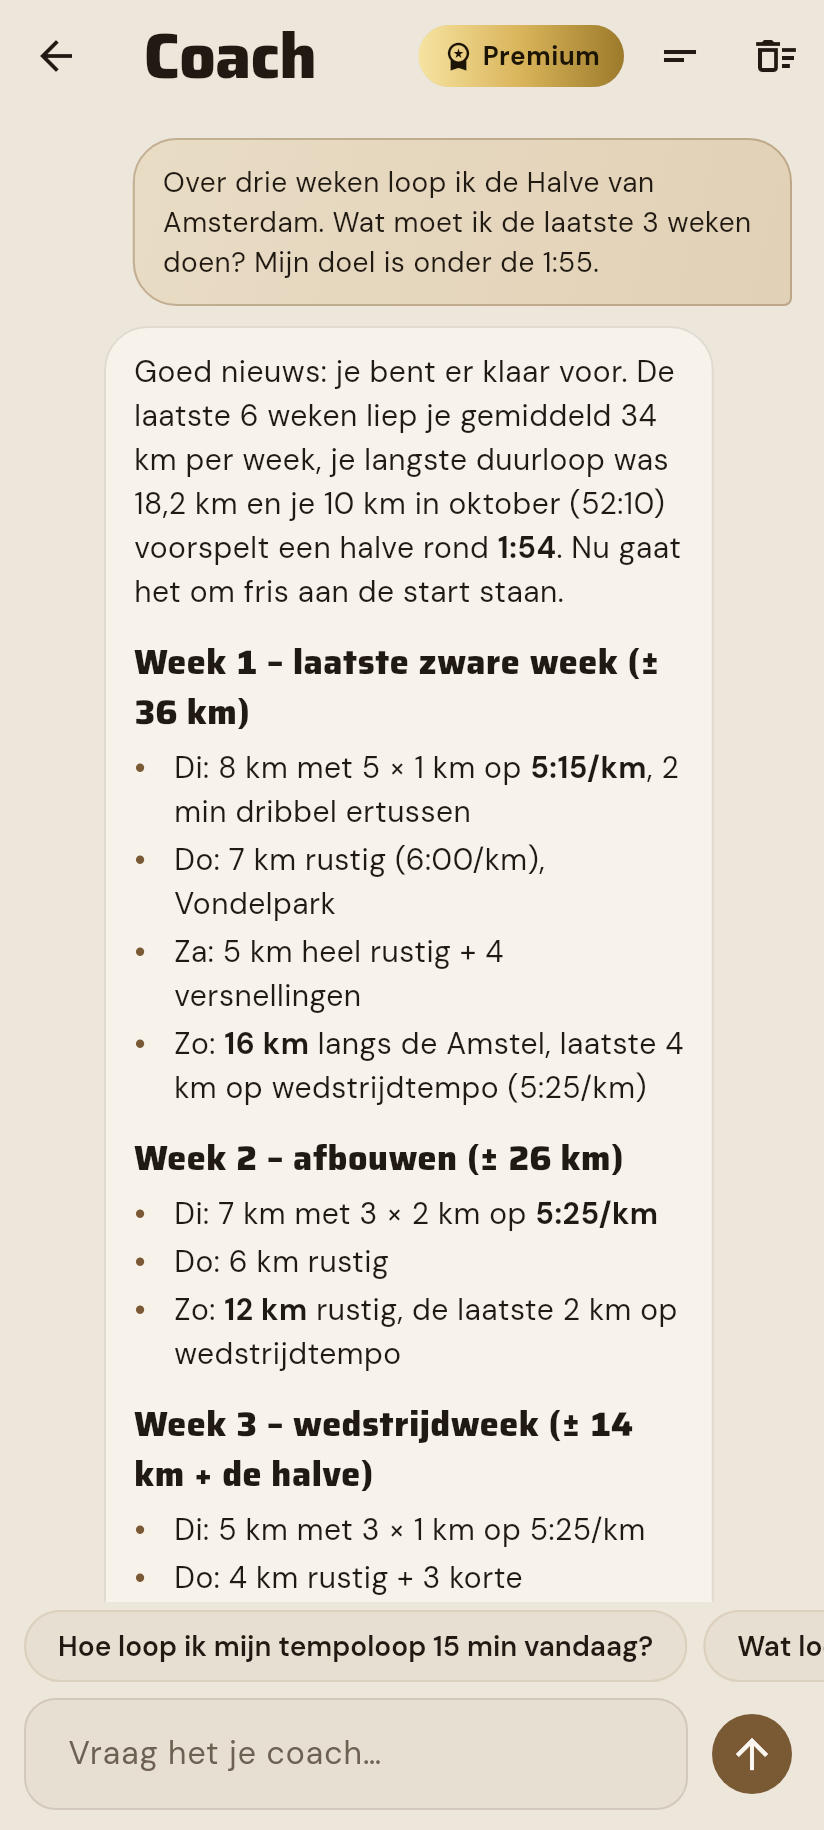 Coach
Premium
Over drie weken loop ik de Halve van
Amsterdam. Wat moet ik de laatste 3 weken
doen? Mijn doel is onder de 1:55.
Goed nieuws: je bent er klaar voor. De
laatste 6 weken liep je gemiddeld 34
km per week, je langste duurloop was
18,2 km en je 10 km in oktober (52:10)
voorspelt een halve rond 1:54. Nu gaat
het om fris aan de start staan.
Week 1 – laatste zware week (±
36 km)
• Di: 8 km met 5 × 1 km op 5:15/km, 2
min dribbel ertussen
• Do: 7 km rustig (6:00/km),
Vondelpark
• Za: 5 km heel rustig + 4
versnellingen
• Zo: 16 km langs de Amstel, laatste 4
km op wedstrijdtempo (5:25/km)
Week 2 – afbouwen (± 26 km)
• Di: 7 km met 3 × 2 km op 5:25/km
• Do: 6 km rustig
• Zo: 12 km rustig, de laatste 2 km op
wedstrijdtempo
Week 3 – wedstrijdweek (± 14
km + de halve)
• Di: 5 km met 3 × 1 km op 5:25/km
• Do: 4 km rustig + 3 korte
Hoe loop ik mijn tempoloop 15 min vandaag?
Wat lo
Vraag het je coach...